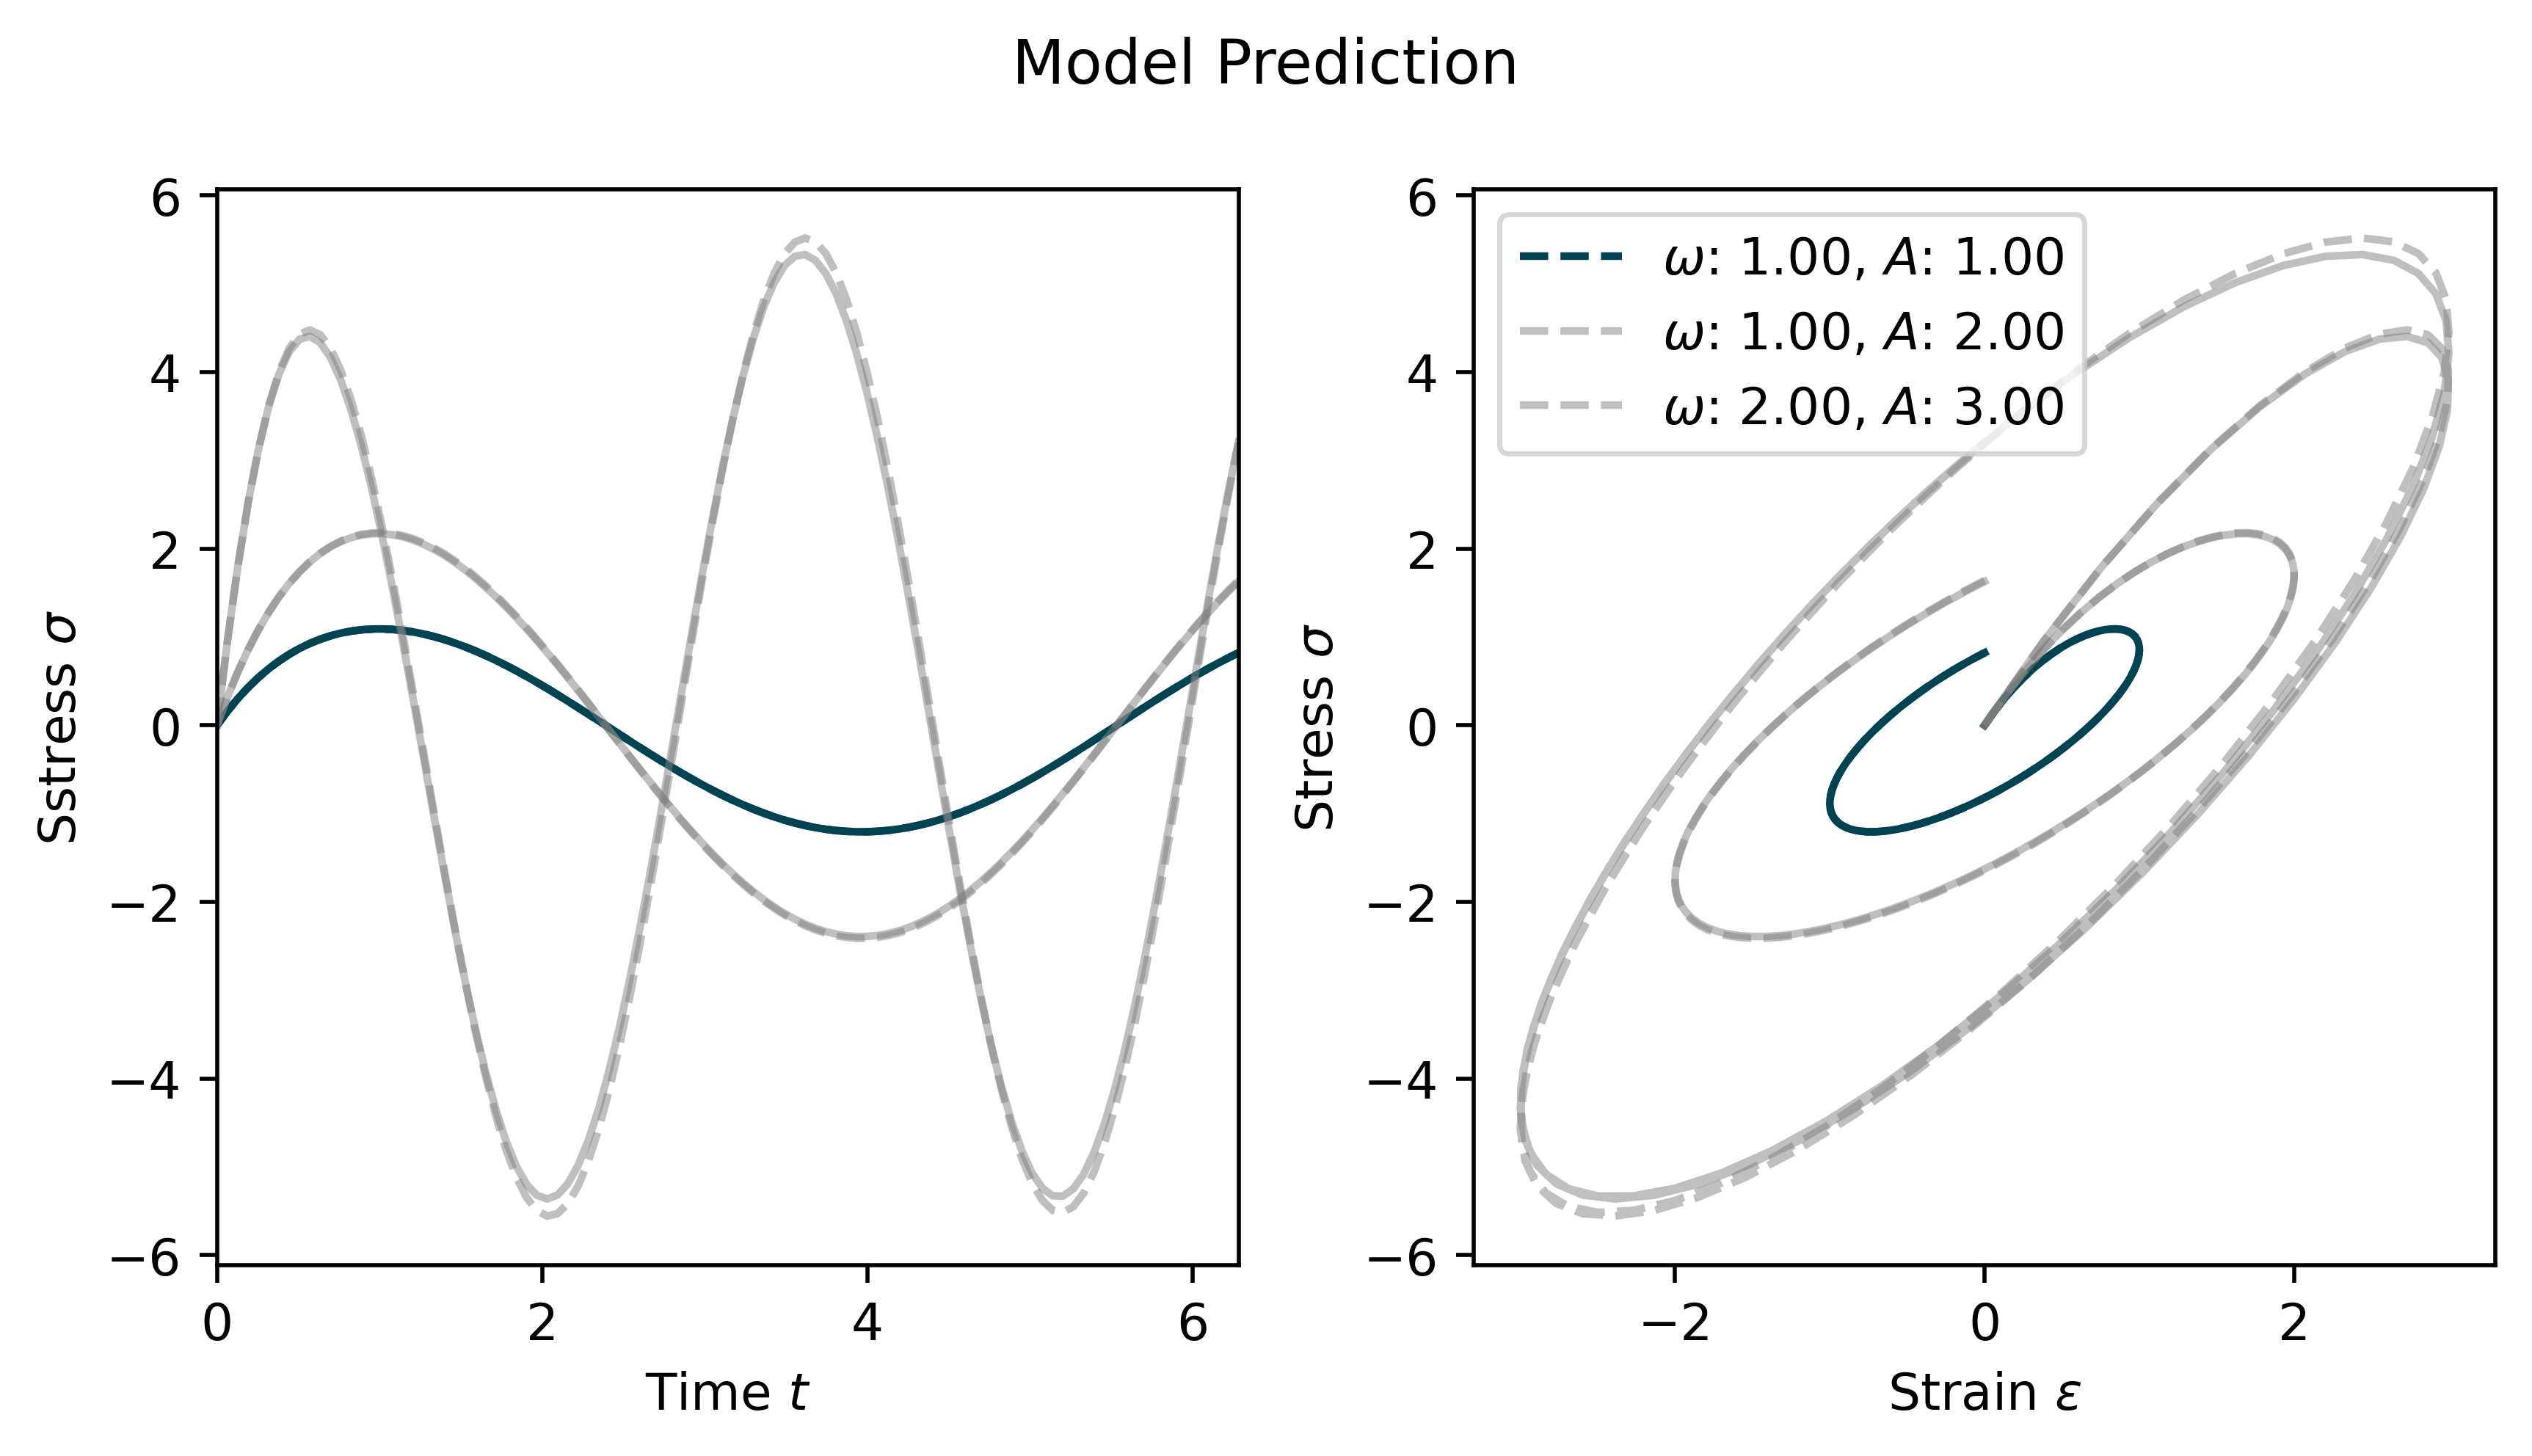 Model Prediction
6
4
2
0
−2
−4
−6
Sstress σ
0 2 4 6
Time t
6
4
2
0
−2
−4
−6
Stress σ
ω: 1.00, A: 1.00
ω: 1.00, A: 2.00
ω: 2.00, A: 3.00
−2 0 2
Strain ε